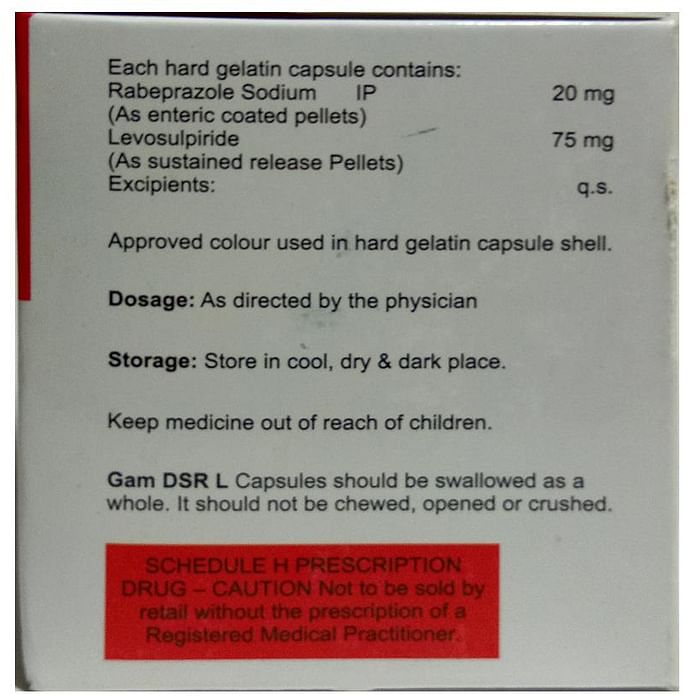 Each hard gelatin capsule contains:
Rabeprazole Sodium IP 20 mg
(As enteric coated pellets)
Levosulpiride 75 mg
(As sustained release Pellets)
Excipients: q.s.
Approved colour used in hard gelatin capsule shell.
Dosage: As directed by the physician
Storage: Store in cool, dry & dark place.
Keep medicine out of reach of children.
Gam DSR L Capsules should be swallowed as a
whole. It should not be chewed, opened or crushed.
SCHEDULE H PRESCRIPTION
DRUG – CAUTION Not to be sold by
retail without the prescription of a
Registered Medical Practitioner.